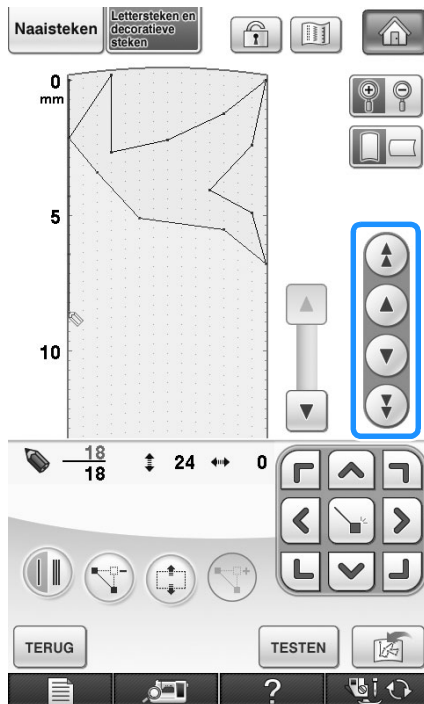 Naaisteken
Lettersteken en
decoratieve
steken
0
mm
5
10
18
18
24
0
TERUG
TESTEN
?